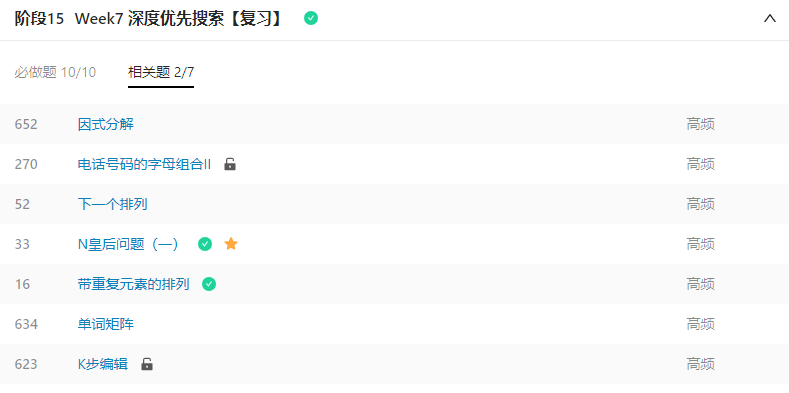 阶段15 Week7 深度优先搜索【复习】
必做题 10/10 相关题 2/7
652 因式分解 高频
270 电话号码的字母组合II 高频
52 下一个排列 高频
33 N皇后问题（一） 高频
16 带重复元素的排列 高频
634 单词矩阵 高频
623 K步编辑 高频